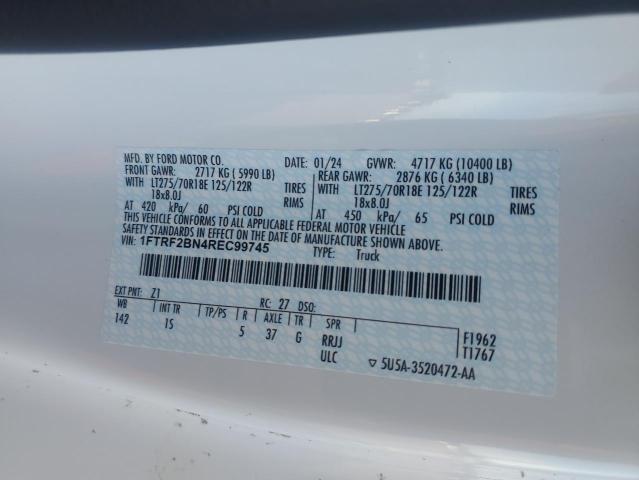 MFD. BY FORD MOTOR CO. DATE: 01/24 GVWR: 4717 KG (10400 LB)
FRONT GAWR: 2717 KG ( 5990 LB) REAR GAWR: 2876 KG ( 6340 LB)
LT275/70R18E 125/122R TIRES LT275/70R18E 125/122R TIRES
18x8.0J RIMS 18x8.0J RIMS
AT 420 kPa/ 60 PSI COLD AT 450 kPa/ 65 PSI COLD
THIS VEHICLE CONFORMS TO ALL APPLICABLE FEDERAL MOTOR VEHICLE
SAFETY STANDARDS IN EFFECT ON THE DATE OF MANUFACTURE SHOWN ABOVE.
VIN: 1FTRF2BN4REC99745 TYPE: Truck
EXT PNT: Z1 RC: 27 DSO:
WB INT TR TP/PS R AXLE TR SPR
142 15 5 37 G RRJJ
ULC
F1962
T1767
▽ 5U5A-3520472-AA